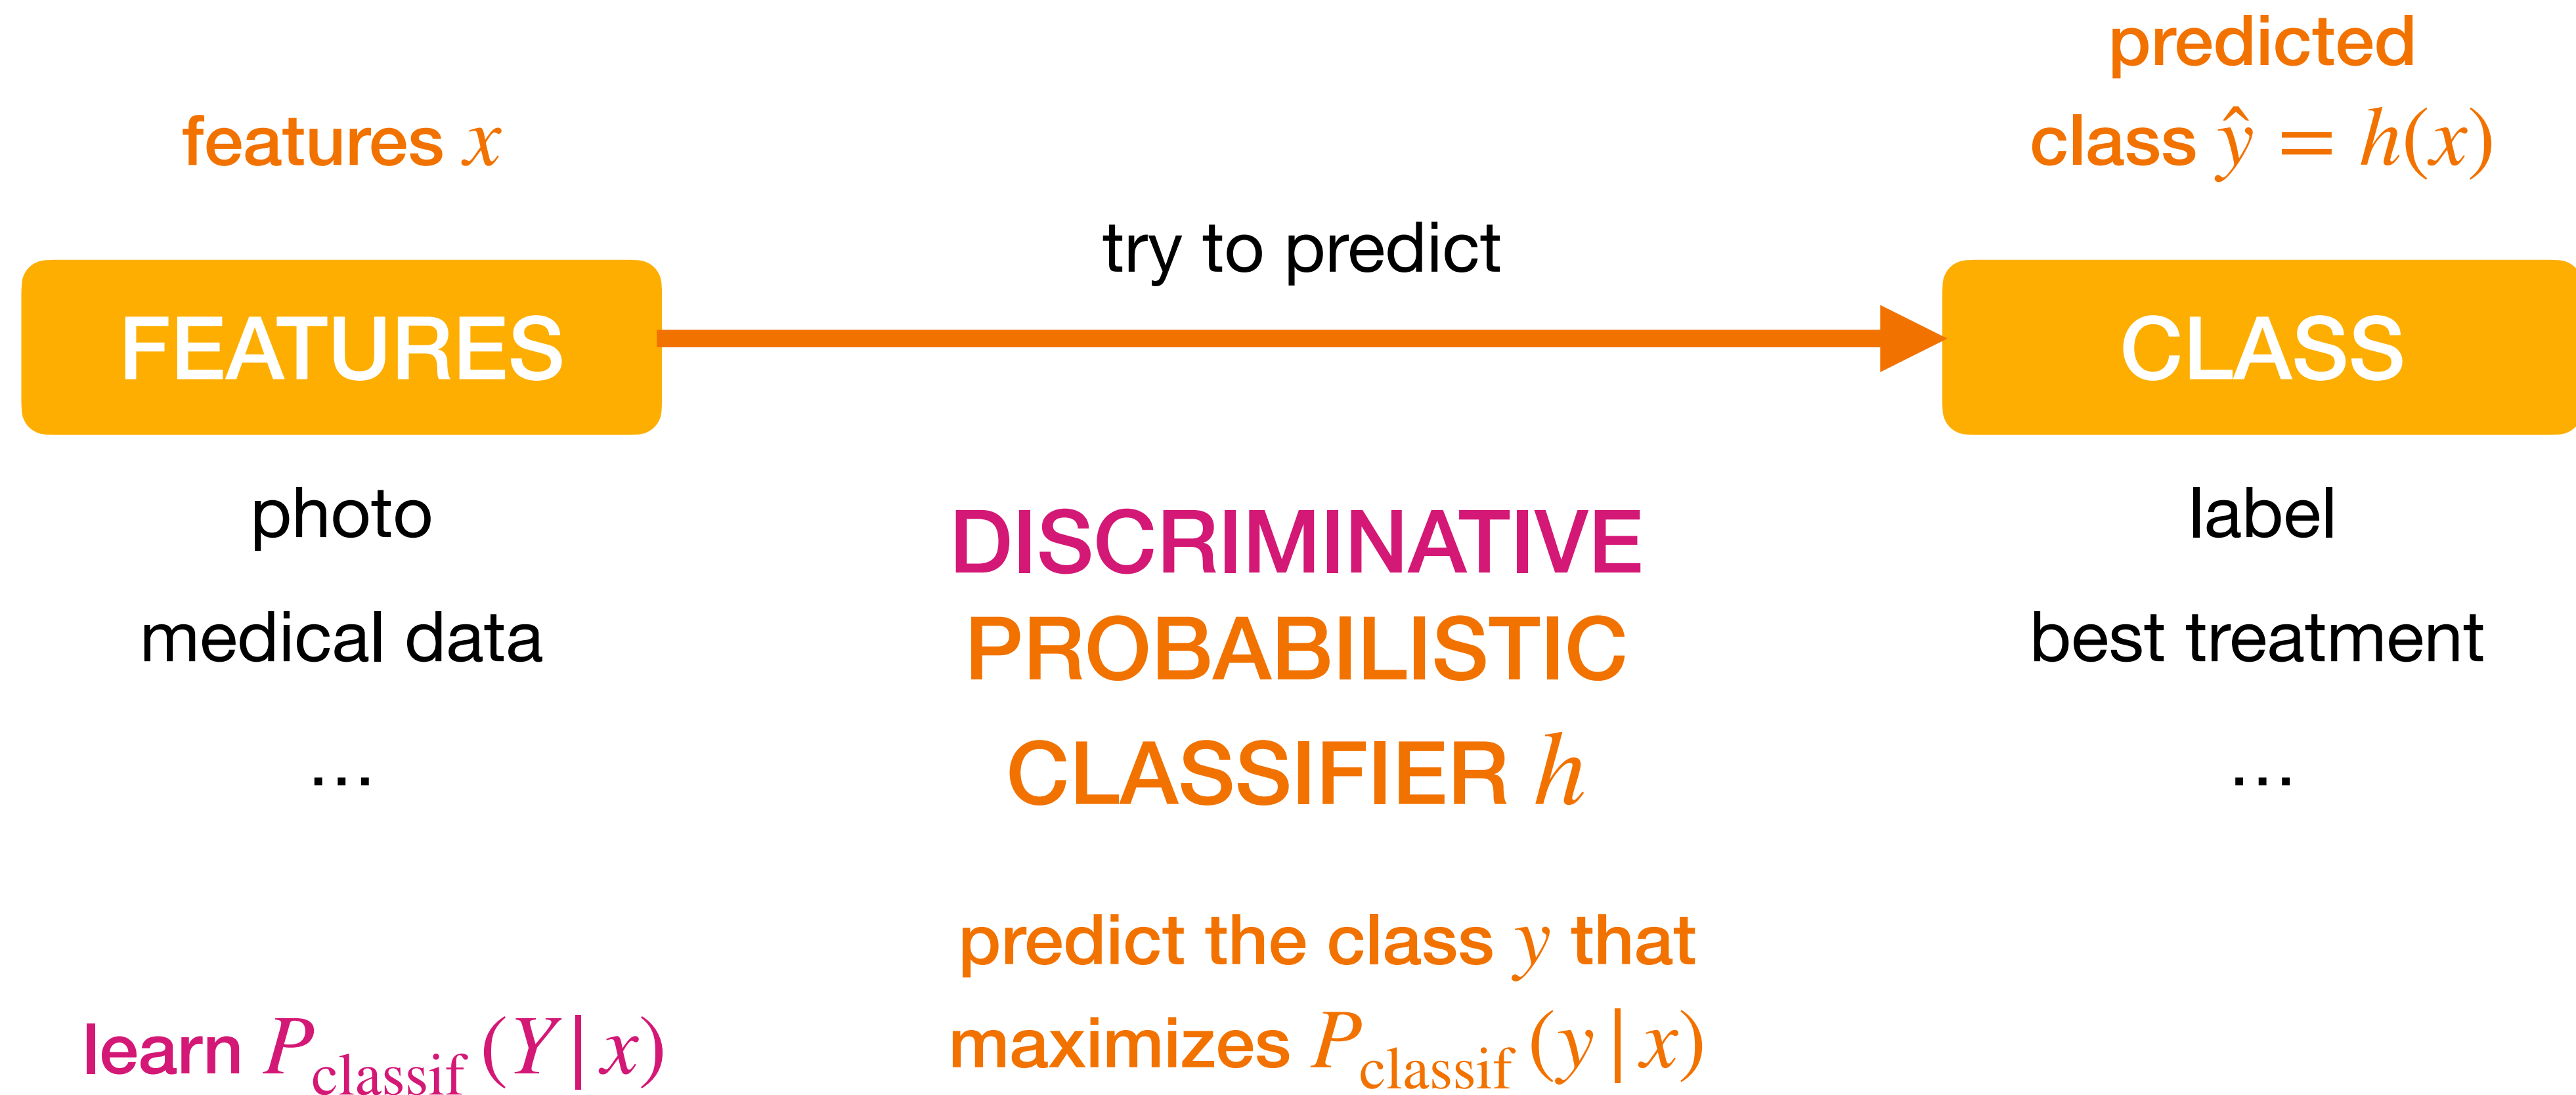 features x
predicted
class ŷ = h(x)
try to predict
FEATURES
CLASS
photo
medical data
...
DISCRIMINATIVE
PROBABILISTIC
CLASSIFIER h
label
best treatment
...
learn P_classif (Y | x)
predict the class y that
maximizes P_classif (y | x)